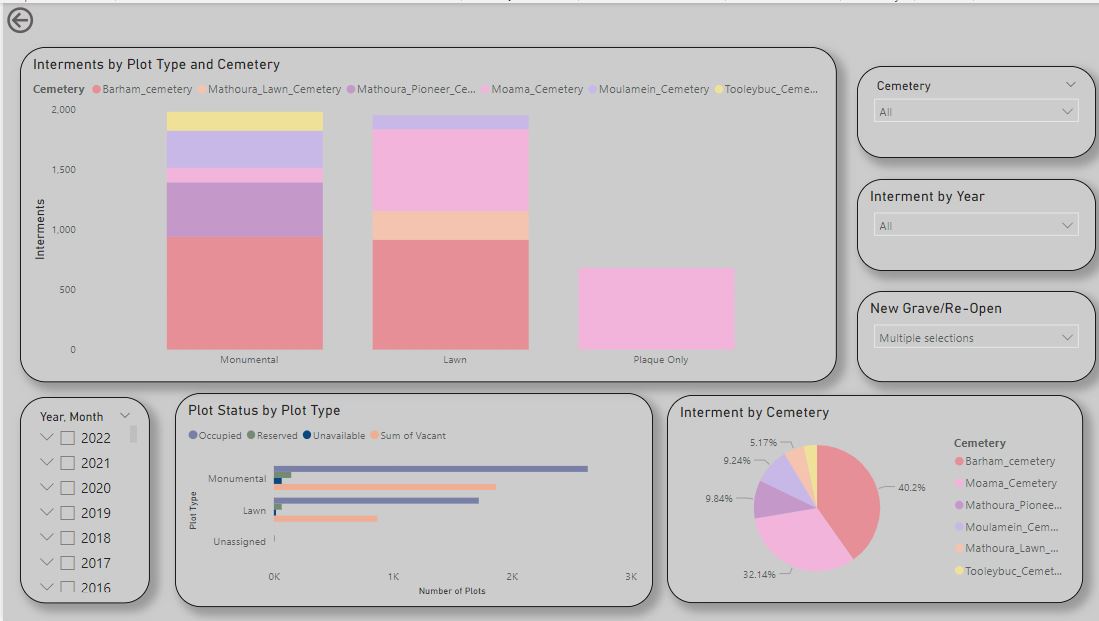 Interments by Plot Type and Cemetery
Cemetery Barham_cemetery Mathoura_Lawn_Cemetery Mathoura_Pioneer_Ce... Moama_Cemetery Moulamein_Cemetery Tooleybuc_Ceme...
Interments
2,000
1,500
1,000
500
0
Monumental Lawn Plaque Only
Cemetery
All
Interment by Year
All
New Grave/Re-Open
Multiple selections
Year, Month
2022
2021
2020
2019
2018
2017
2016
Plot Status by Plot Type
Occupied Reserved Unavailable Sum of Vacant
Plot Type
Monumental
Lawn
Unassigned
0K 1K 2K 3K
Number of Plots
Interment by Cemetery
5.17%
9.24%
9.84%
32.14%
40.2%
Cemetery
Barham_cemetery
Moama_Cemetery
Mathoura_Pionee...
Moulamein_Cem...
Mathoura_Lawn_...
Tooleybuc_Cemet...